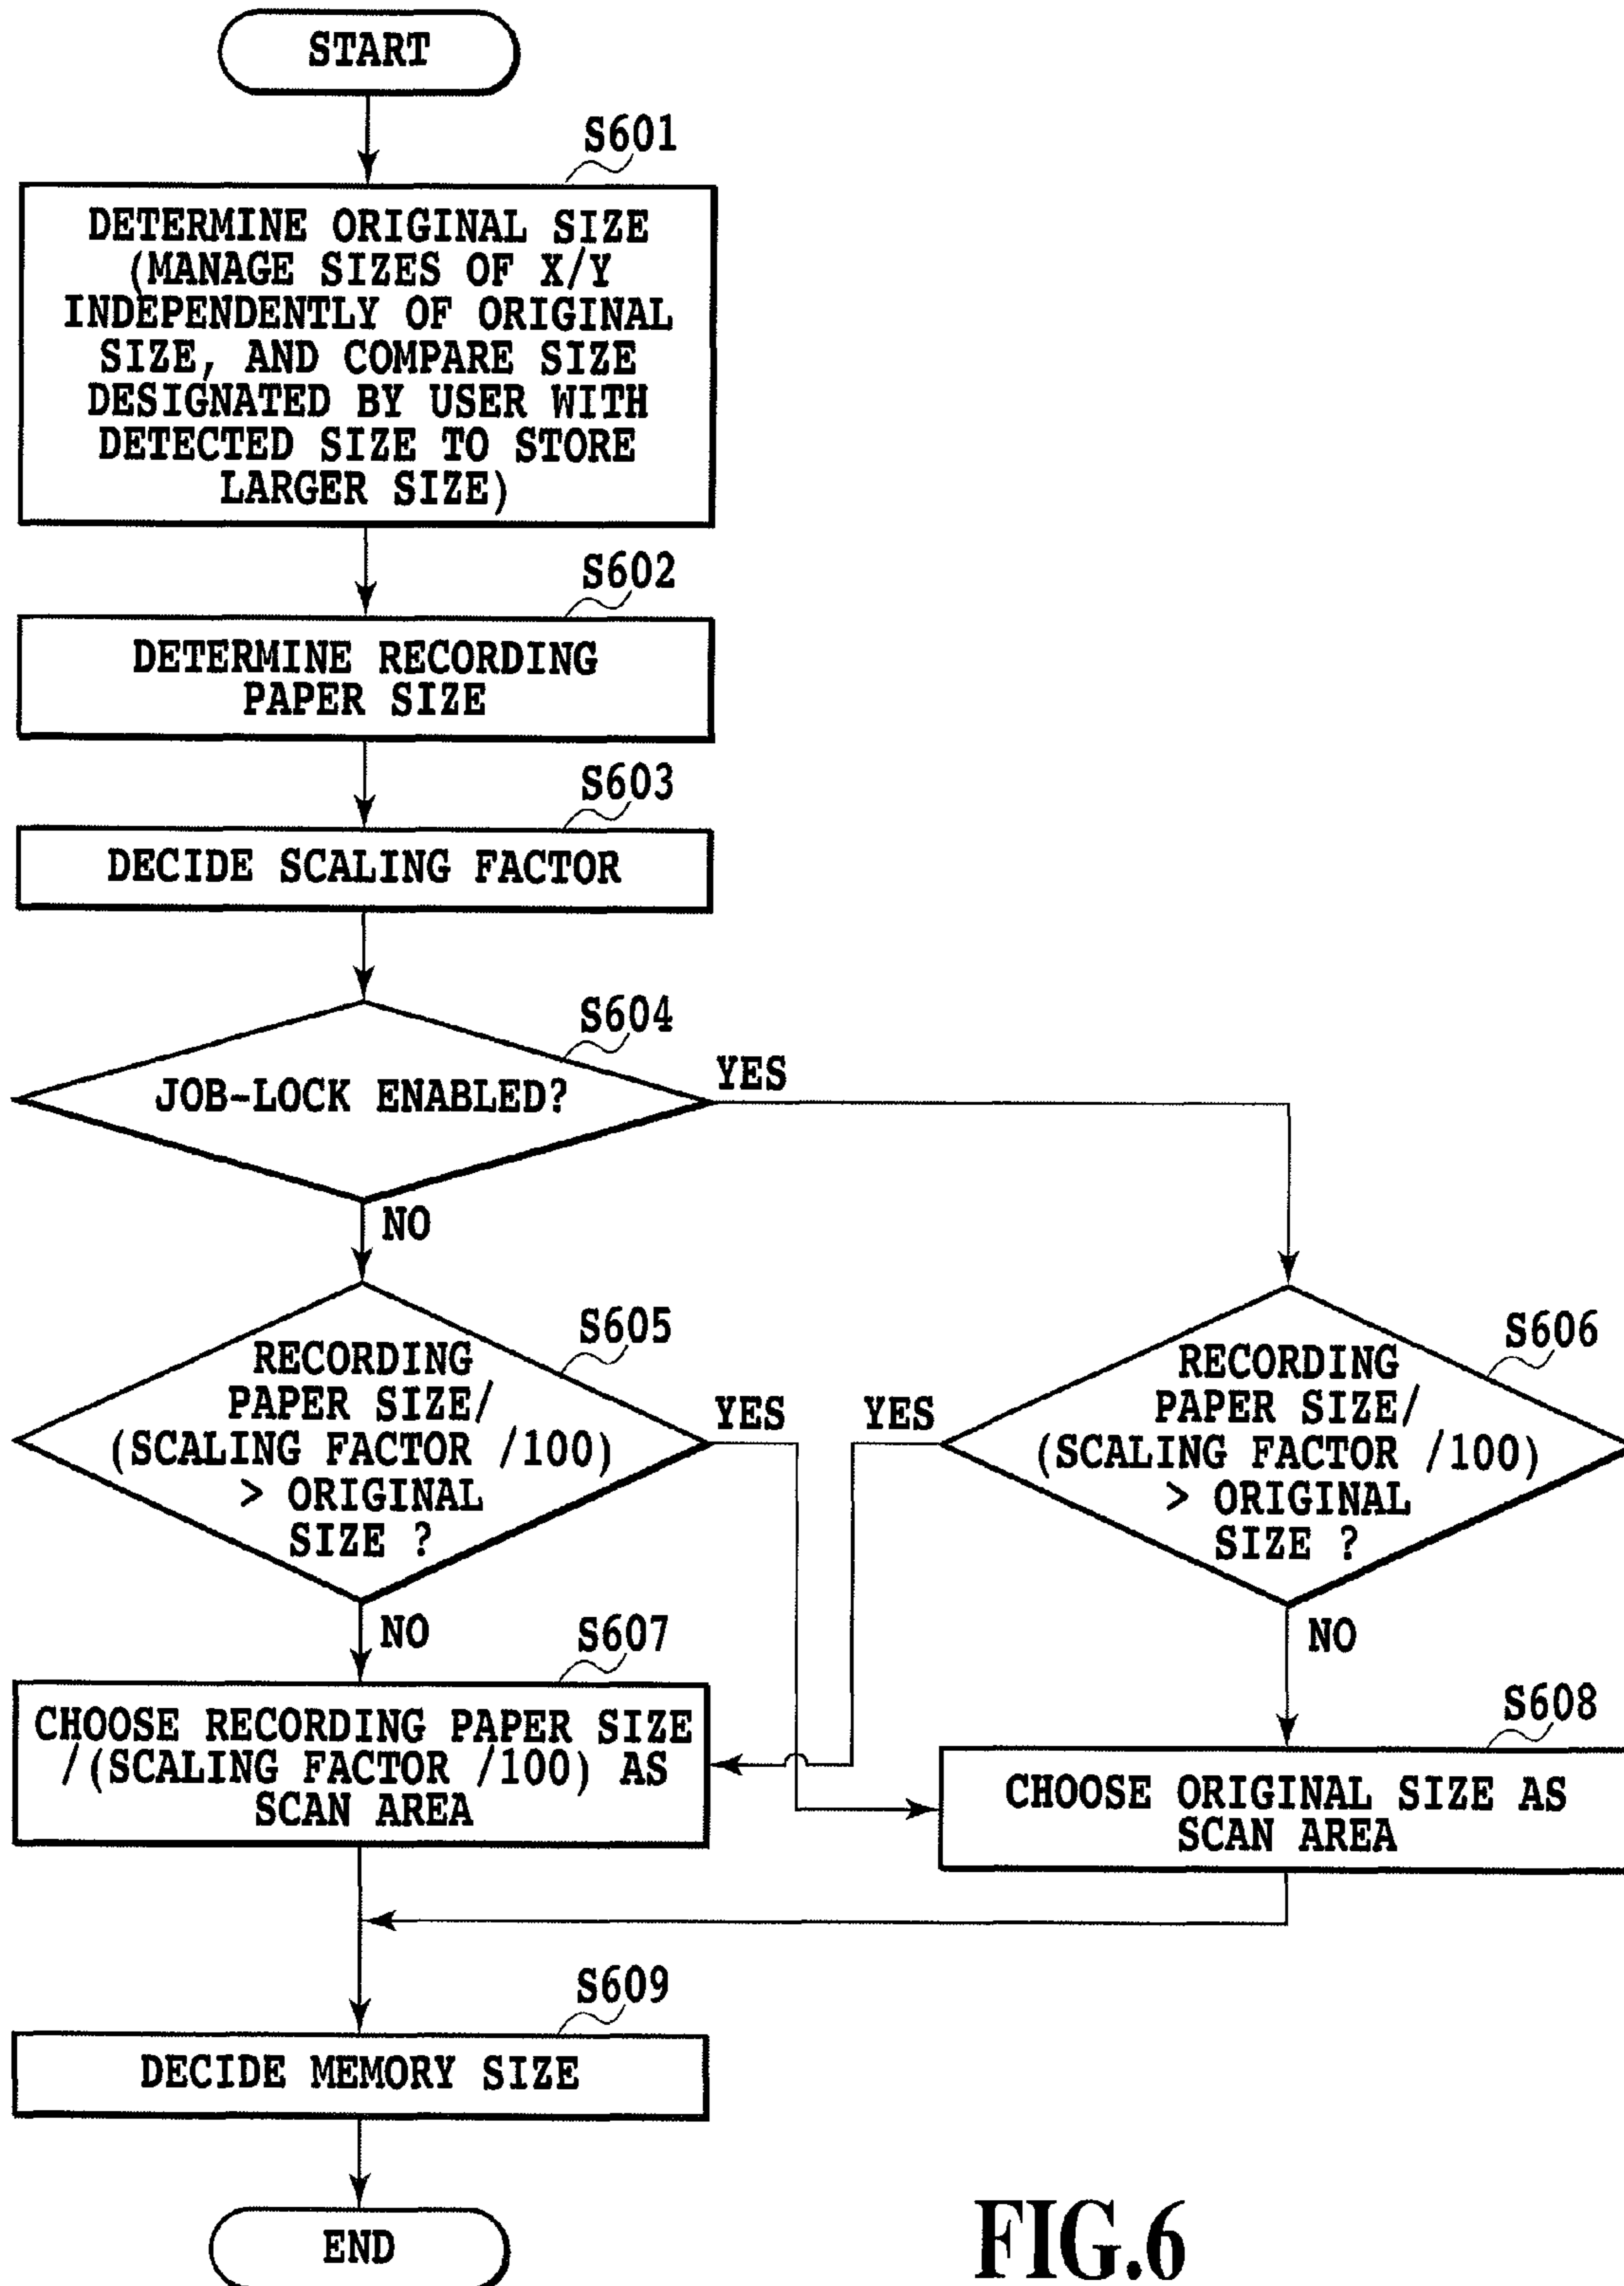 START
S601
DETERMINE ORIGINAL SIZE
(MANAGE SIZES OF X/Y
INDEPENDENTLY OF ORIGINAL
SIZE, AND COMPARE SIZE
DESIGNATED BY USER WITH
DETECTED SIZE TO STORE
LARGER SIZE)
S602
DETERMINE RECORDING
PAPER SIZE
S603
DECIDE SCALING FACTOR
S604
JOB-LOCK ENABLED?
YES
NO
S605
RECORDING
PAPER SIZE/
(SCALING FACTOR /100)
> ORIGINAL
SIZE ?
YES
NO
S606
RECORDING
PAPER SIZE/
(SCALING FACTOR /100)
> ORIGINAL
SIZE ?
YES
NO
S607
CHOOSE RECORDING PAPER SIZE
/(SCALING FACTOR /100) AS
SCAN AREA
S608
CHOOSE ORIGINAL SIZE AS
SCAN AREA
S609
DECIDE MEMORY SIZE
END
FIG.6